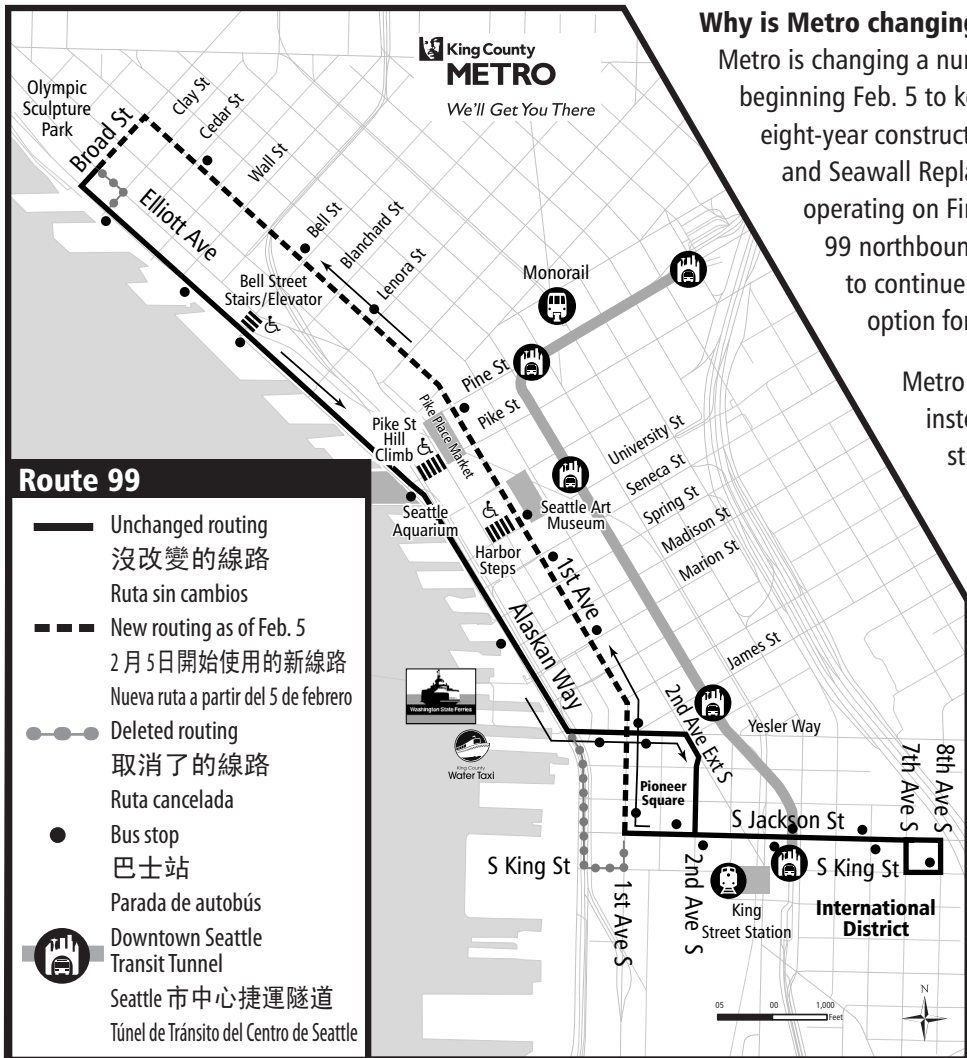 Why is Metro changing
Metro is changing a nu
beginning Feb. 5 to k
eight-year construct
and Seawall Repla
operating on Fi
99 northboun
to continue
option for
Metro
inst
st
King County
METRO
We'll Get You There
Olympic
Sculpture
Park
Broad St
Clay St
Cedar St
Wall St
Elliott Ave
Bell St
Blanchard St
Lenora St
Bell Street
Stairs/Elevator
Monorail
Pine St
Pike St
Pike Place Market
Pike St
Hill
Climb
University St
Seneca St
Spring St
Madison St
Marion St
Seattle
Aquarium
Seattle Art
Museum
Harbor
Steps
1st Ave
Alaskan Way
James St
Washington State Ferries
King County
Water Taxi
2nd Ave Ext S
Yesler Way
7th Ave S
8th Ave S
Pioneer
Square
S Jackson St
S King St
S King St
1st Ave S
2nd Ave S
King
Street Station
International
District
05 00 1,000
Feet
N
Route 99
Unchanged routing
沒改變的線路
Ruta sin cambios
New routing as of Feb. 5
2月5日開始使用的新線路
Nueva ruta a partir del 5 de febrero
Deleted routing
取消了的線路
Ruta cancelada
Bus stop
巴士站
Parada de autobús
Downtown Seattle
Transit Tunnel
Seattle 市中心捷運隧道
Túnel de Tránsito del Centro de Seattle